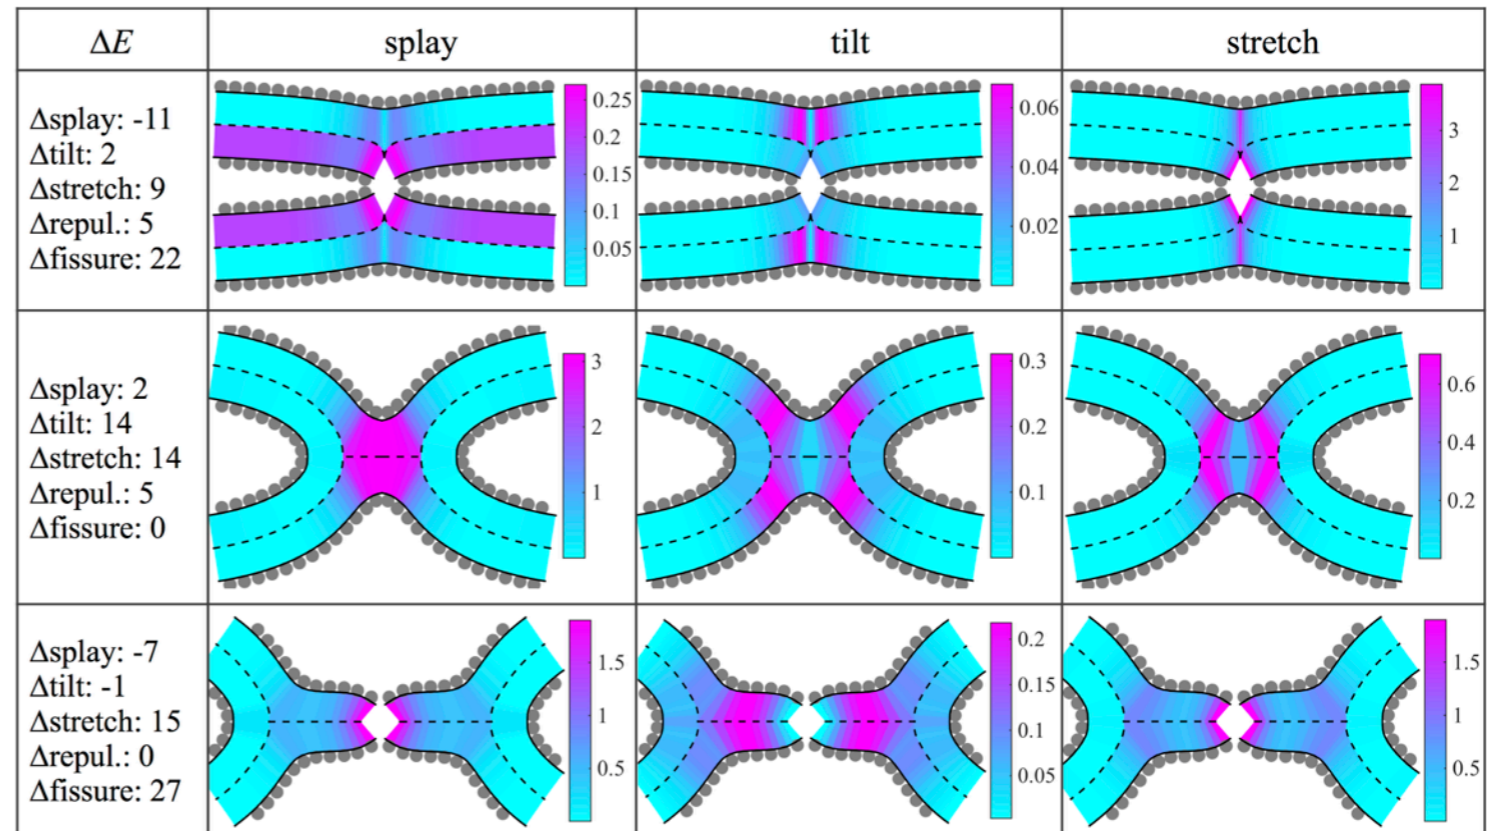 ΔE splay tilt stretch
Δsplay: -11
Δtilt: 2
Δstretch: 9
Δrepul.: 5
Δfissure: 22
0.25
0.2
0.15
0.1
0.05
0.06
0.04
0.02
3
2
1
Δsplay: 2
Δtilt: 14
Δstretch: 14
Δrepul.: 5
Δfissure: 0
3
2
1
0.3
0.2
0.1
0.6
0.4
0.2
Δsplay: -7
Δtilt: -1
Δstretch: 15
Δrepul.: 0
Δfissure: 27
1.5
1
0.5
0.2
0.15
0.1
0.05
1.5
1
0.5